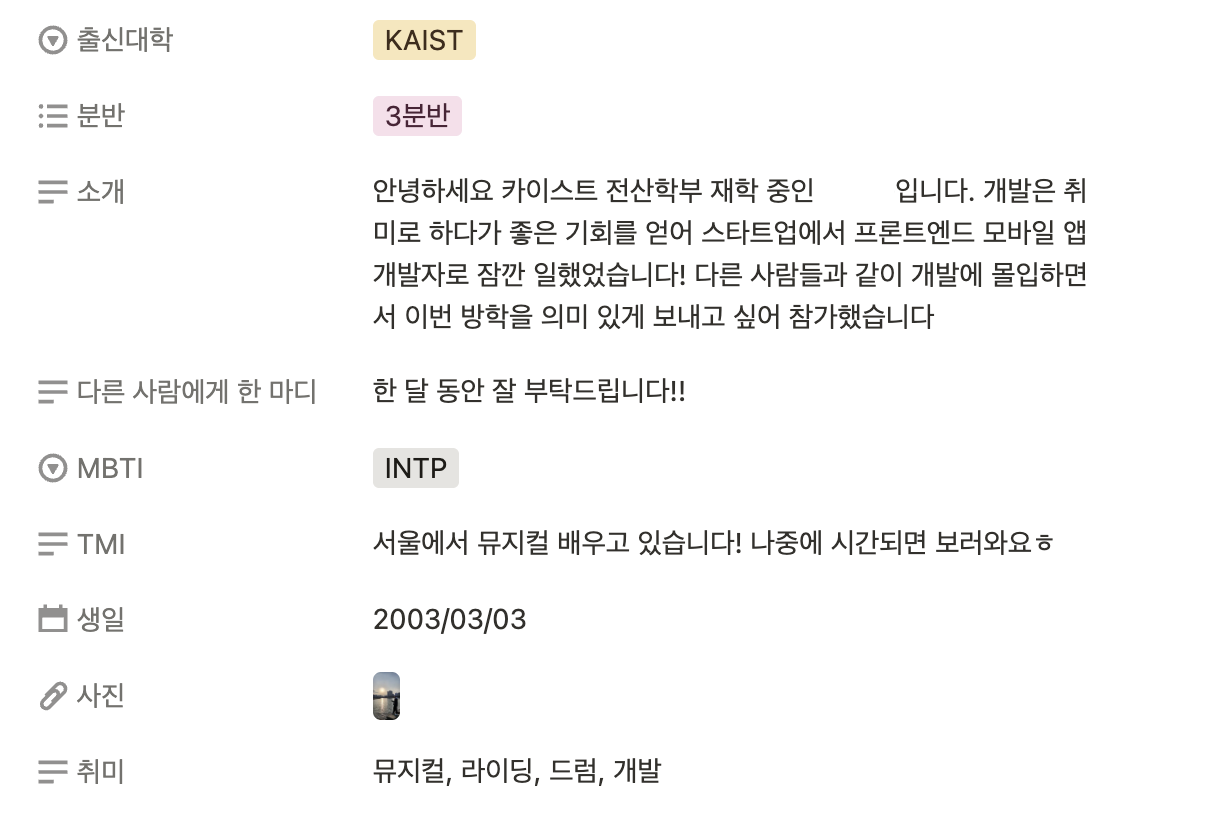 출신대학 KAIST
분반 3분반
소개 안녕하세요 카이스트 전산학부 재학 중인 입니다. 개발은 취
미로 하다가 좋은 기회를 얻어 스타트업에서 프론트엔드 모바일 앱
개발자로 잠깐 일했었습니다! 다른 사람들과 같이 개발에 몰입하면
서 이번 방학을 의미 있게 보내고 싶어 참가했습니다
다른 사람에게 한 마디 한 달 동안 잘 부탁드립니다!!
MBTI INTP
TMI 서울에서 뮤지컬 배우고 있습니다! 나중에 시간되면 보러와요ㅎ
생일 2003/03/03
사진
취미 뮤지컬, 라이딩, 드럼, 개발